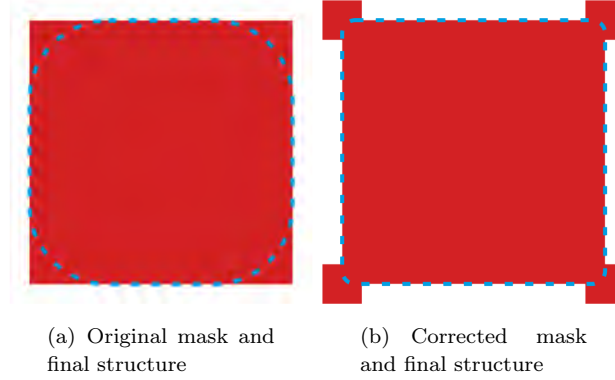 (a) Original mask and
final structure
(b) Corrected mask
and final structure